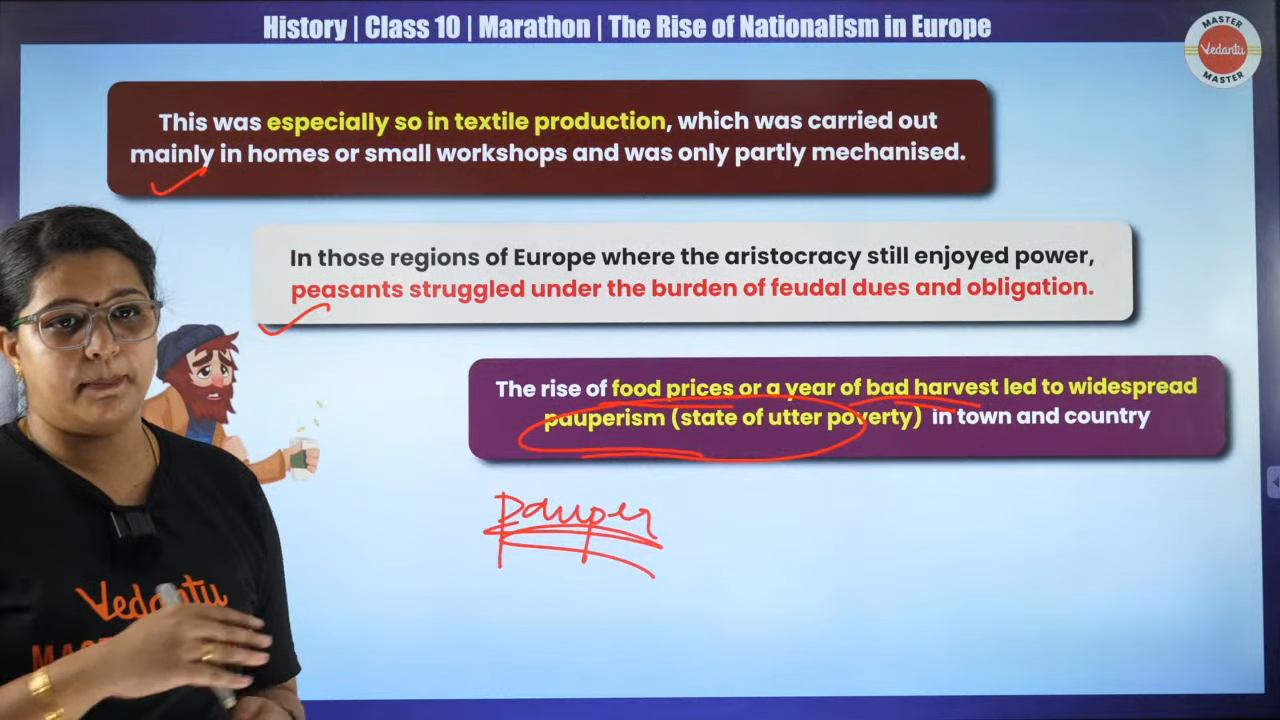 History | Class 10 | Marathon | The Rise of Nationalism in Europe
MASTER
Vedantu
MASTER
This was especially so in textile production, which was carried out
mainly in homes or small workshops and was only partly mechanised.
In those regions of Europe where the aristocracy still enjoyed power,
peasants struggled under the burden of feudal dues and obligation.
The rise of food prices or a year of bad harvest led to widespread
pauperism (state of utter poverty) in town and country
Pauper
Vedantu